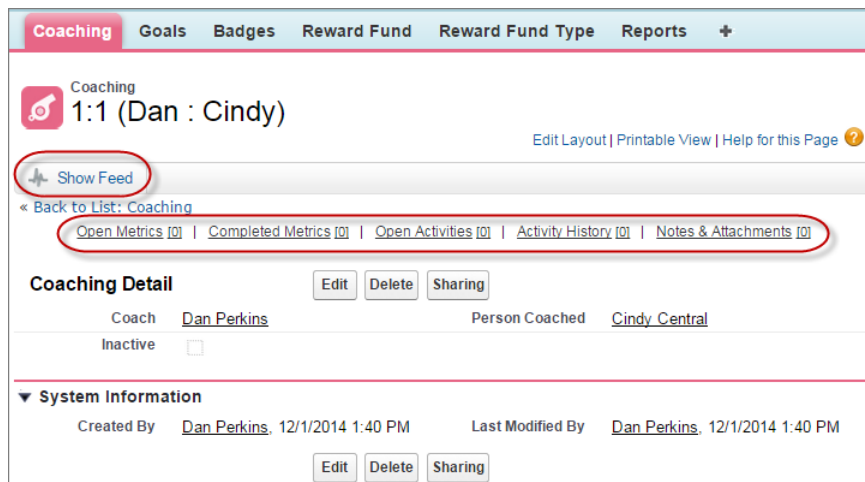 Coaching Goals Badges Reward Fund Reward Fund Type Reports +
Coaching
1:1 (Dan : Cindy)
Edit Layout | Printable View | Help for this Page ?
Show Feed
« Back to List: Coaching
Open Metrics [0] | Completed Metrics [0] | Open Activities [0] | Activity History [0] | Notes & Attachments [0]
Coaching Detail Edit Delete Sharing
Coach Dan Perkins Person Coached Cindy Central
Inactive
System Information
Created By Dan Perkins, 12/1/2014 1:40 PM Last Modified By Dan Perkins, 12/1/2014 1:40 PM
Edit Delete Sharing